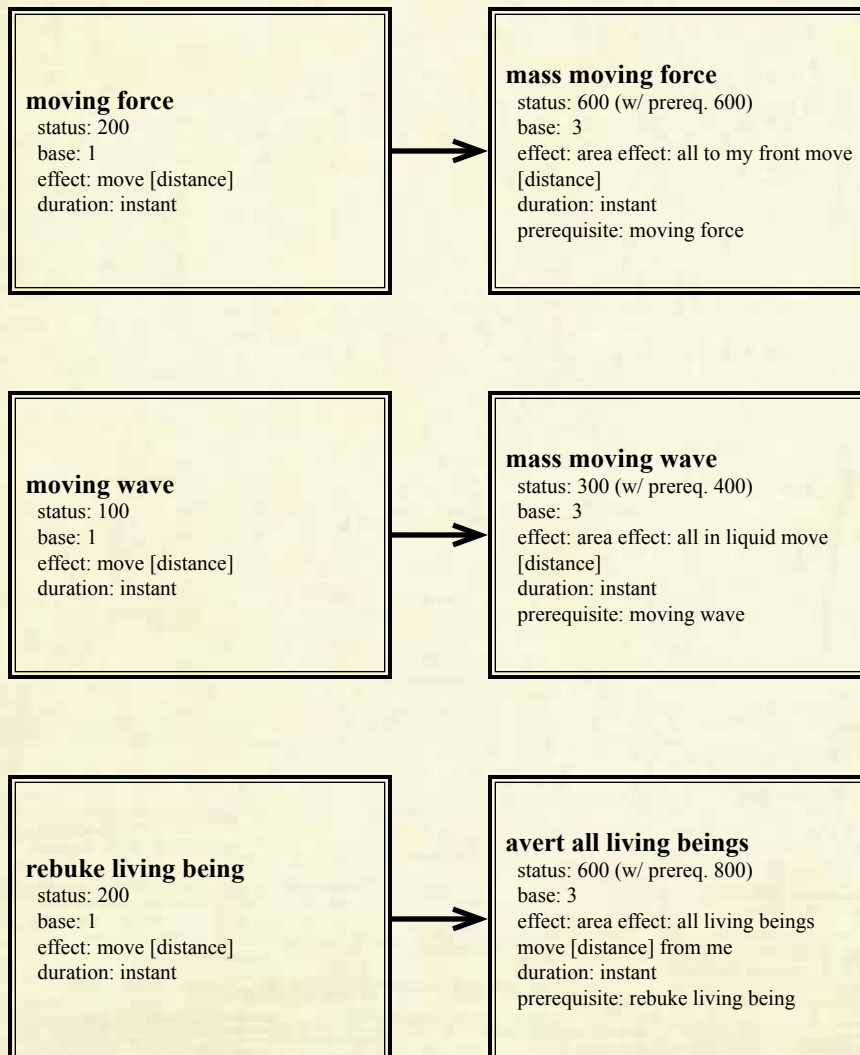 moving force
status: 200
base: 1
effect: move [distance]
duration: instant
mass moving force
status: 600 (w/ prereq. 600)
base:  3
effect: area effect: all to my front move
[distance]
duration: instant
prerequisite: moving force
moving wave
status: 100
base: 1
effect: move [distance]
duration: instant
mass moving wave
status: 300 (w/ prereq. 400)
base:  3
effect: area effect: all in liquid move
[distance]
duration: instant
prerequisite: moving wave
rebuke living being
status: 200
base: 1
effect: move [distance]
duration: instant
avert all living beings
status: 600 (w/ prereq. 800)
base: 3
effect: area effect: all living beings
move [distance] from me
duration: instant
prerequisite: rebuke living being